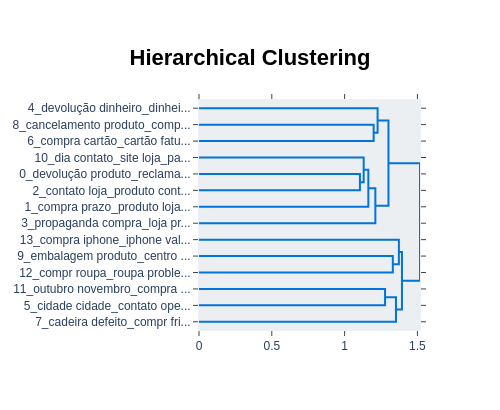 Hierarchical Clustering
4_devolução dinheiro_dinhei...
8_cancelamento produto_comp...
6_compra cartão_cartão fatu...
10_dia contato_site loja_pa...
0_devolução produto_reclama...
2_contato loja_produto cont...
1_compra prazo_produto loja...
3_propaganda compra_loja pr...
13_compra iphone_iphone val...
9_embalagem produto_centro ...
12_compr roupa_roupa proble...
11_outubro novembro_compra ...
5_cidade cidade_contato ope...
7_cadeira defeito_compr fri...
0 0.5 1 1.5